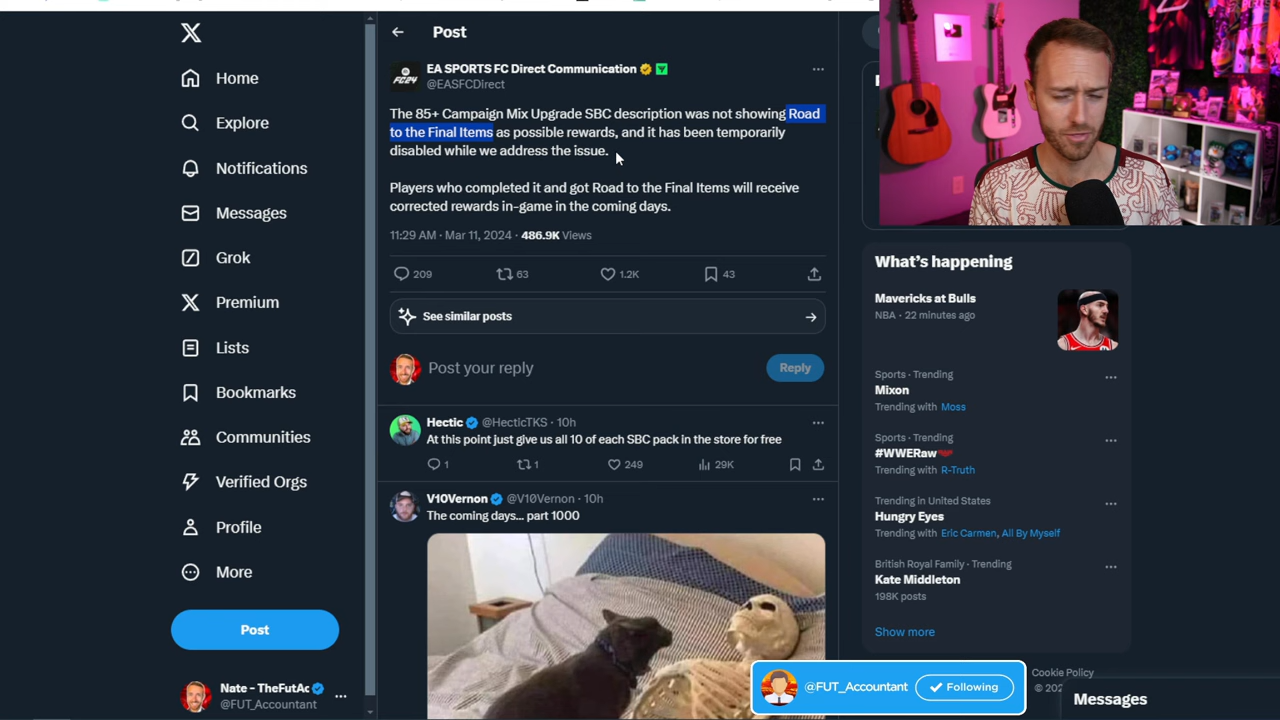 Home
Explore
Notifications
Messages
Grok
Premium
Lists
Bookmarks
Communities
Verified Orgs
Profile
More
Post
Nate - TheFutAc
@FUT_Accountant
Post
FC24
EA SPORTS FC Direct Communication
@EASFCDirect
The 85+ Campaign Mix Upgrade SBC description was not showing Road
to the Final Items as possible rewards, and it has been temporarily
disabled while we address the issue.
Players who completed it and got Road to the Final Items will receive
corrected rewards in-game in the coming days.
11:29 AM · Mar 11, 2024 · 486.9K Views
209 63 1.2K 43
See similar posts
Post your reply
Reply
Hectic @HecticTKS · 10h
At this point just give us all 10 of each SBC pack in the store for free
1 1 249 29K
V10Vernon @V10Vernon · 10h
The coming days... part 1000
What's happening
Mavericks at Bulls
NBA · 22 minutes ago
Sports · Trending
Mixon
Trending with Moss
Sports · Trending
#WWERaw
Trending with R-Truth
Trending in United States
Hungry Eyes
Trending with Eric Carmen, All By Myself
British Royal Family · Trending
Kate Middleton
198K posts
Show more
@FUT_Accountant Following
Cookie Policy
Messages